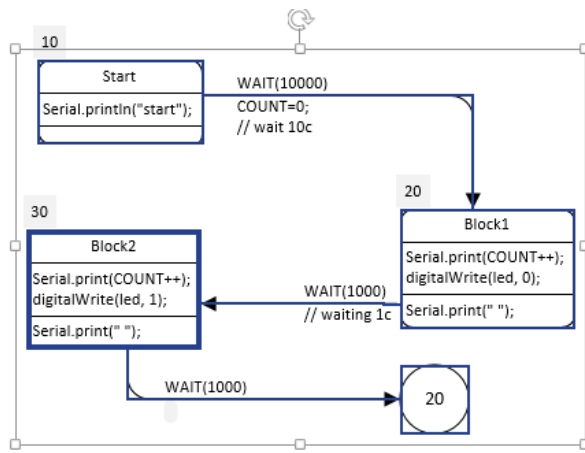 10
Start
Serial.println("start");
WAIT(10000)
COUNT=0;
// wait 10c
20
Block1
Serial.print(COUNT++);
digitalWrite(led, 0);
Serial.print(" ");
30
Block2
Serial.print(COUNT++);
digitalWrite(led, 1);
Serial.print(" ");
WAIT(1000)
// waiting 1c
WAIT(1000)
20